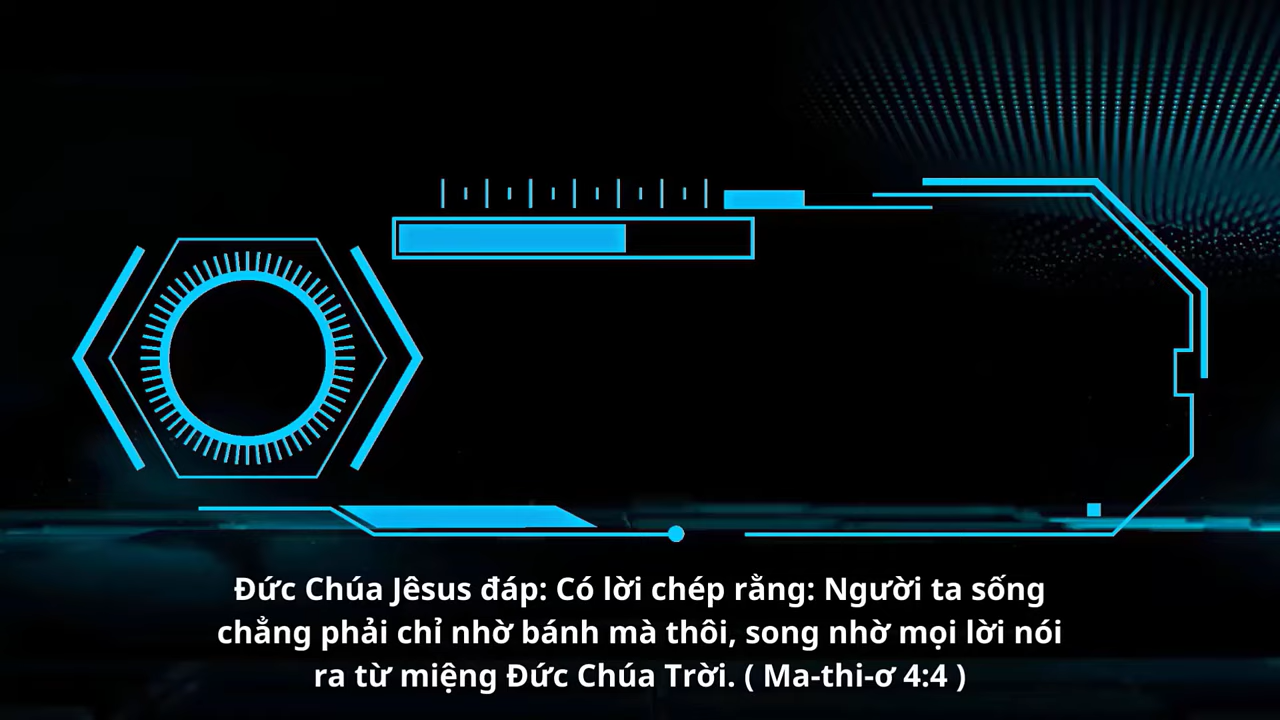 Đức Chúa Jêsus đáp: Có lời chép rằng: Người ta sống
chẳng phải chỉ nhờ bánh mà thôi, song nhờ mọi lời nói
ra từ miệng Đức Chúa Trời. ( Ma-thi-ơ 4:4 )